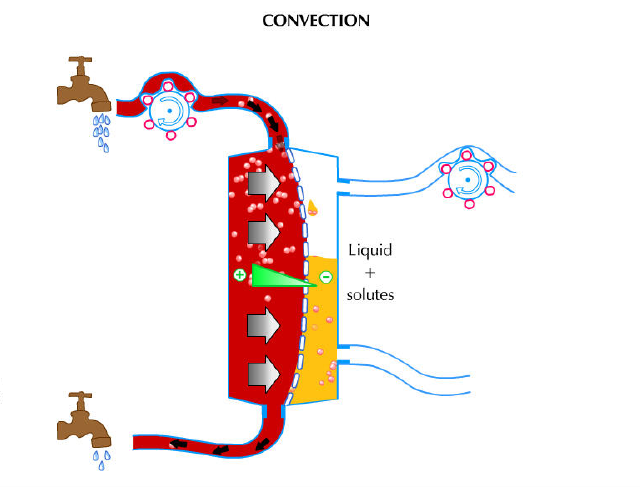 CONVECTION
Liquid
+
solutes
+
−